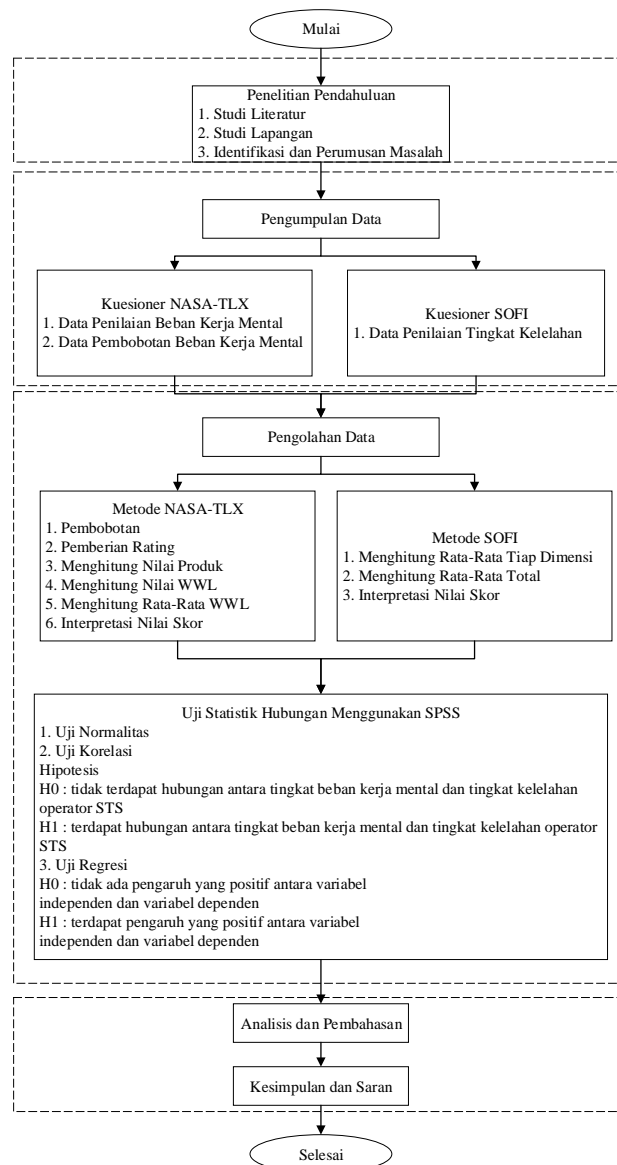 Mulai
Penelitian Pendahuluan
1. Studi Literatur
2. Studi Lapangan
3. Identifikasi dan Perumusan Masalah
Pengumpulan Data
Kuesioner NASA-TLX
1. Data Penilaian Beban Kerja Mental
2. Data Pembobotan Beban Kerja Mental
Kuesioner SOFI
1. Data Penilaian Tingkat Kelelahan
Pengolahan Data
Metode NASA-TLX
1. Pembobotan
2. Pemberian Rating
3. Menghitung Nilai Produk
4. Menghitung Nilai WWL
5. Menghitung Rata-Rata WWL
6. Interpretasi Nilai Skor
Metode SOFI
1. Menghitung Rata-Rata Tiap Dimensi
2. Menghitung Rata-Rata Total
3. Interpretasi Nilai Skor
Uji Statistik Hubungan Menggunakan SPSS
1. Uji Normalitas
2. Uji Korelasi
Hipotesis
H0 : tidak terdapat hubungan antara tingkat beban kerja mental dan tingkat kelelahan
operator STS
H1 : terdapat hubungan antara tingkat beban kerja mental dan tingkat kelelahan operator
STS
3. Uji Regresi
H0 : tidak ada pengaruh yang positif antara variabel
independen dan variabel dependen
H1 : terdapat pengaruh yang positif antara variabel
independen dan variabel dependen
Analisis dan Pembahasan
Kesimpulan dan Saran
Selesai